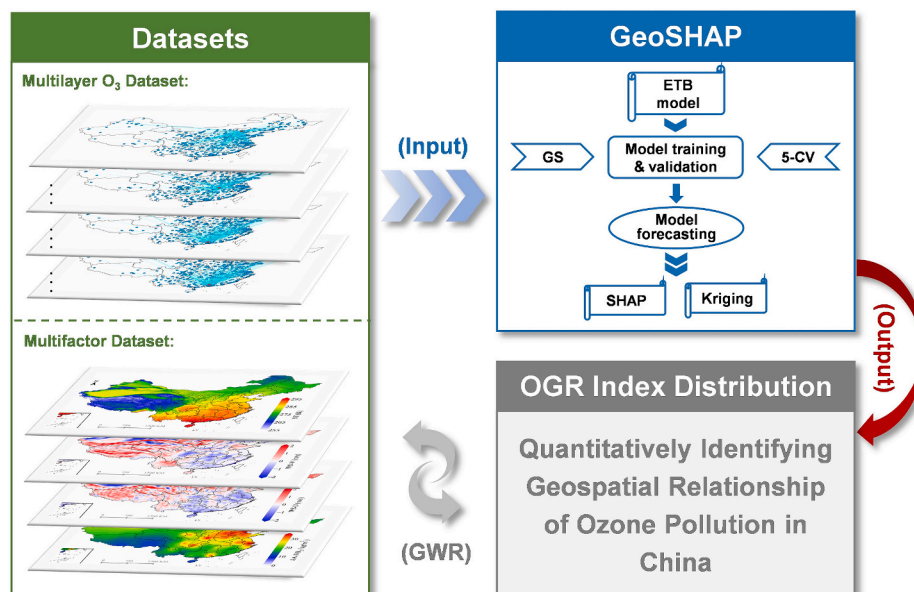 Datasets
Multilayer O₃ Dataset:
Multifactor Dataset:
(Input)
GeoSHAP
ETB
model
GS
Model training
& validation
5-CV
Model
forecasting
SHAP
Kriging
(Output)
OGR Index Distribution
Quantitatively Identifying
Geospatial Relationship
of Ozone Pollution in
China
(GWR)